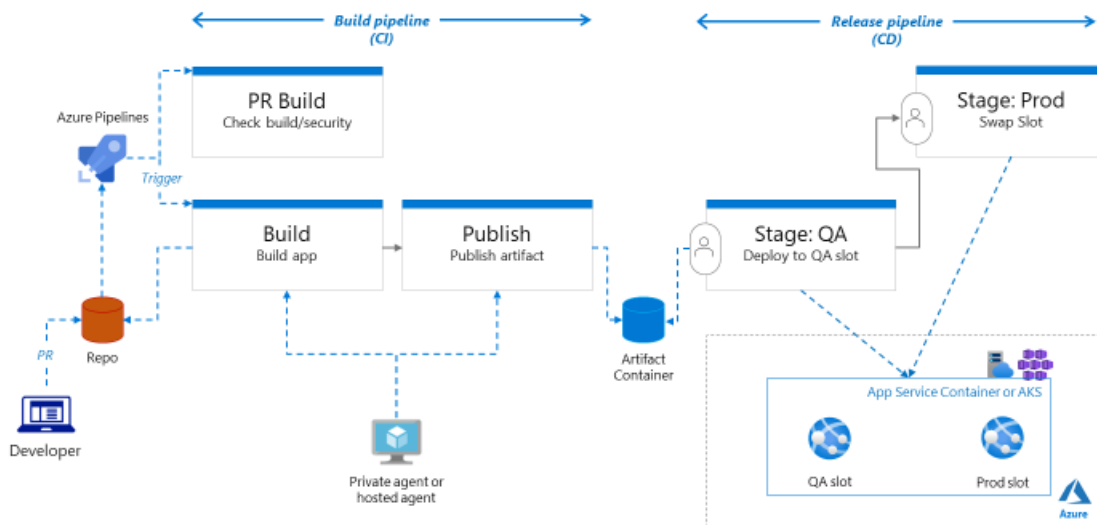 Build pipeline
(CI)
Release pipeline
(CD)
PR Build
Check build/security
Stage: Prod
Swap Slot
Azure Pipelines
Trigger
Build
Build app
Publish
Publish artifact
Stage: QA
Deploy to QA slot
PR
Repo
Artifact
Container
App Service Container or AKS
Developer
Private agent or
hosted agent
QA slot
Prod slot
Azure